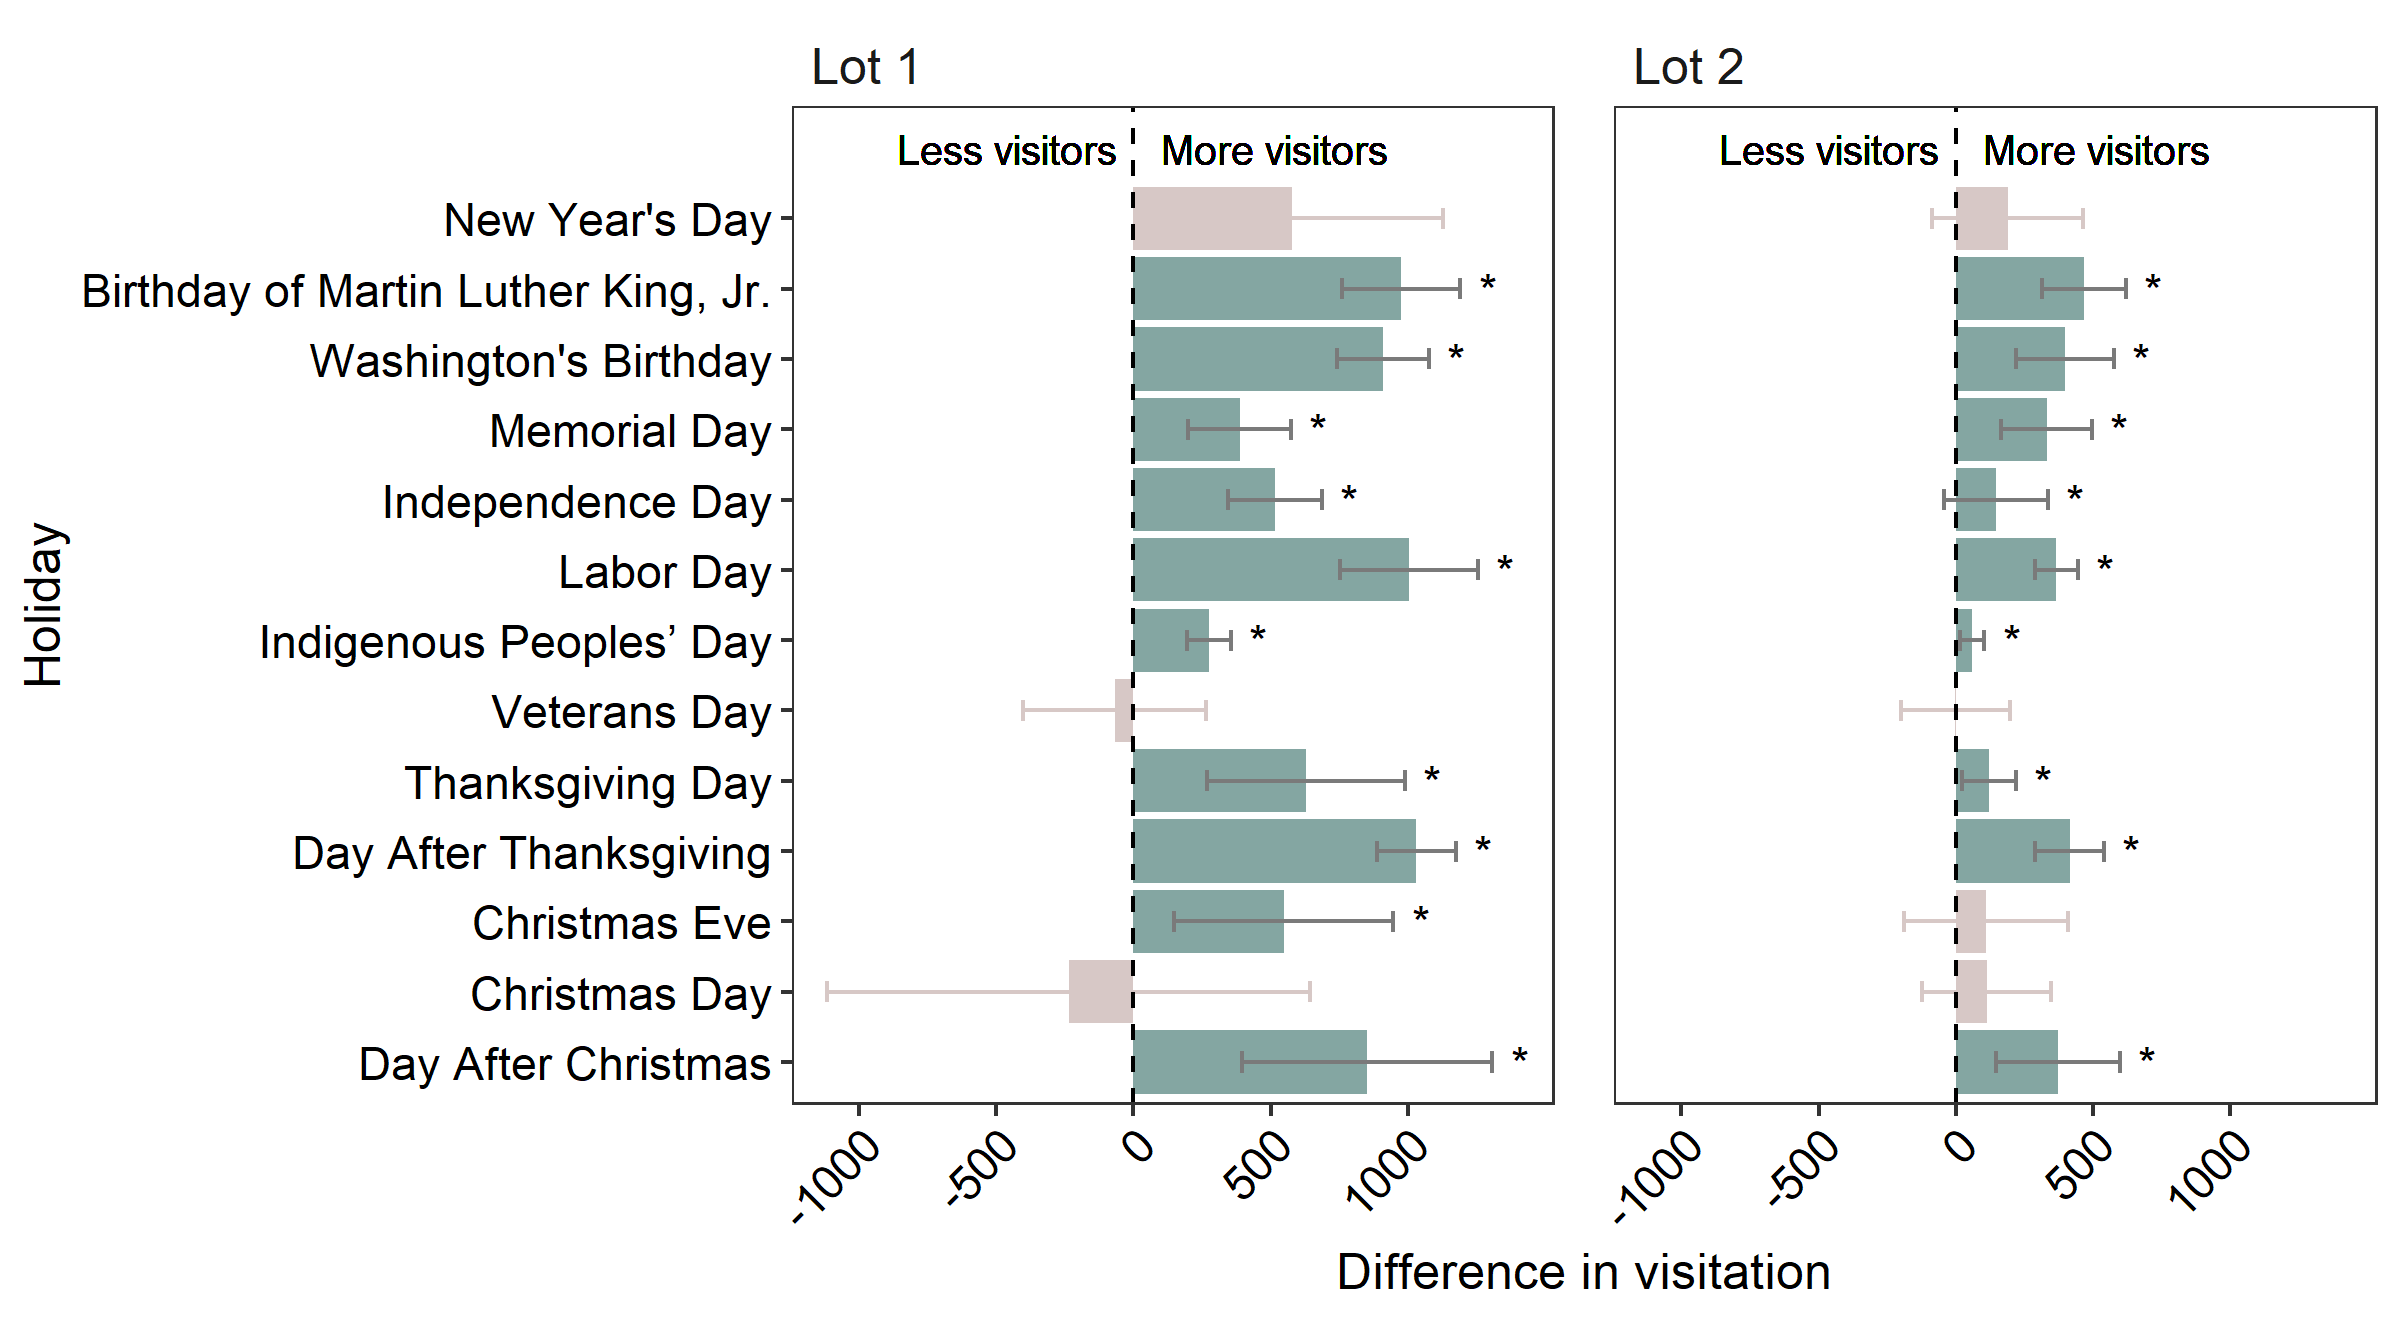 Lot 1
Lot 2
Less visitors
More visitors
Less visitors
More visitors
Holiday
New Year's Day
Birthday of Martin Luther King, Jr.
*
*
Washington's Birthday
*
*
Memorial Day
*
*
Independence Day
*
*
Labor Day
*
*
Indigenous Peoples’ Day
*
*
Veterans Day
Thanksgiving Day
*
*
Day After Thanksgiving
*
*
Christmas Eve
*
Christmas Day
Day After Christmas
*
*
-1000
-500
0
500
1000
-1000
-500
0
500
1000
Difference in visitation